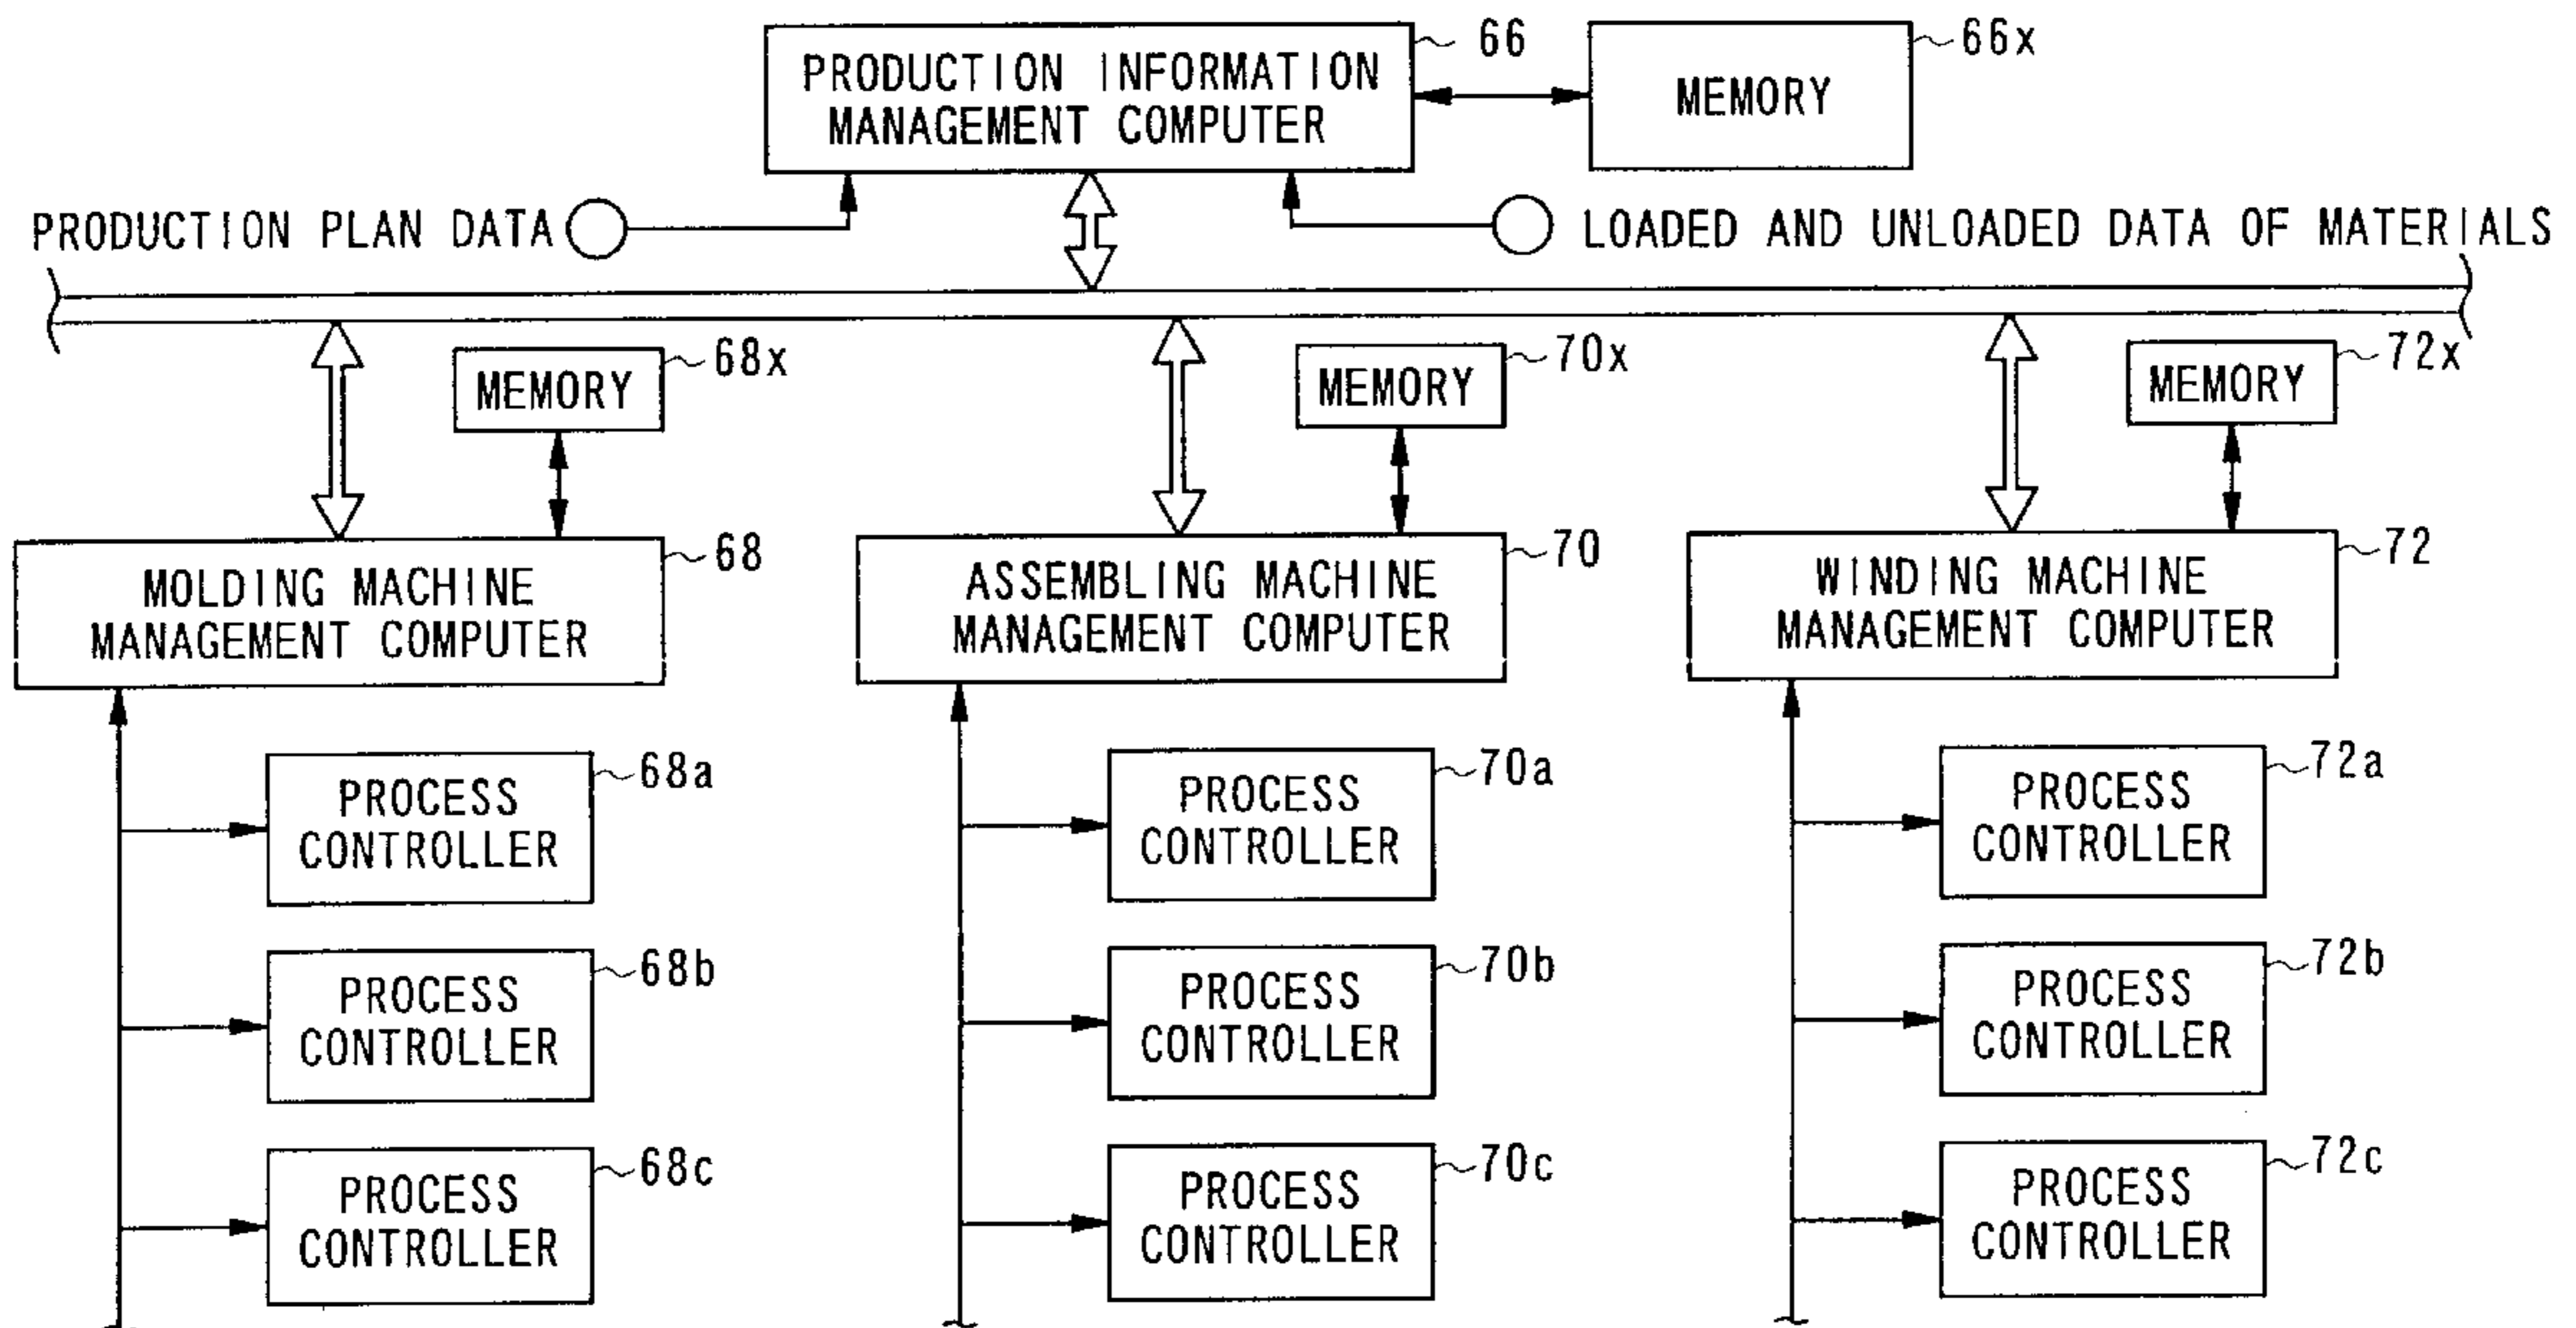 66
66x
PRODUCTION INFORMATION
MANAGEMENT COMPUTER
MEMORY
PRODUCTION PLAN DATA
LOADED AND UNLOADED DATA OF MATERIALS
68x
MEMORY
70x
MEMORY
72x
MEMORY
68
MOLDING MACHINE
MANAGEMENT COMPUTER
70
ASSEMBLING MACHINE
MANAGEMENT COMPUTER
72
WINDING MACHINE
MANAGEMENT COMPUTER
68a
PROCESS
CONTROLLER
70a
PROCESS
CONTROLLER
72a
PROCESS
CONTROLLER
68b
PROCESS
CONTROLLER
70b
PROCESS
CONTROLLER
72b
PROCESS
CONTROLLER
68c
PROCESS
CONTROLLER
70c
PROCESS
CONTROLLER
72c
PROCESS
CONTROLLER